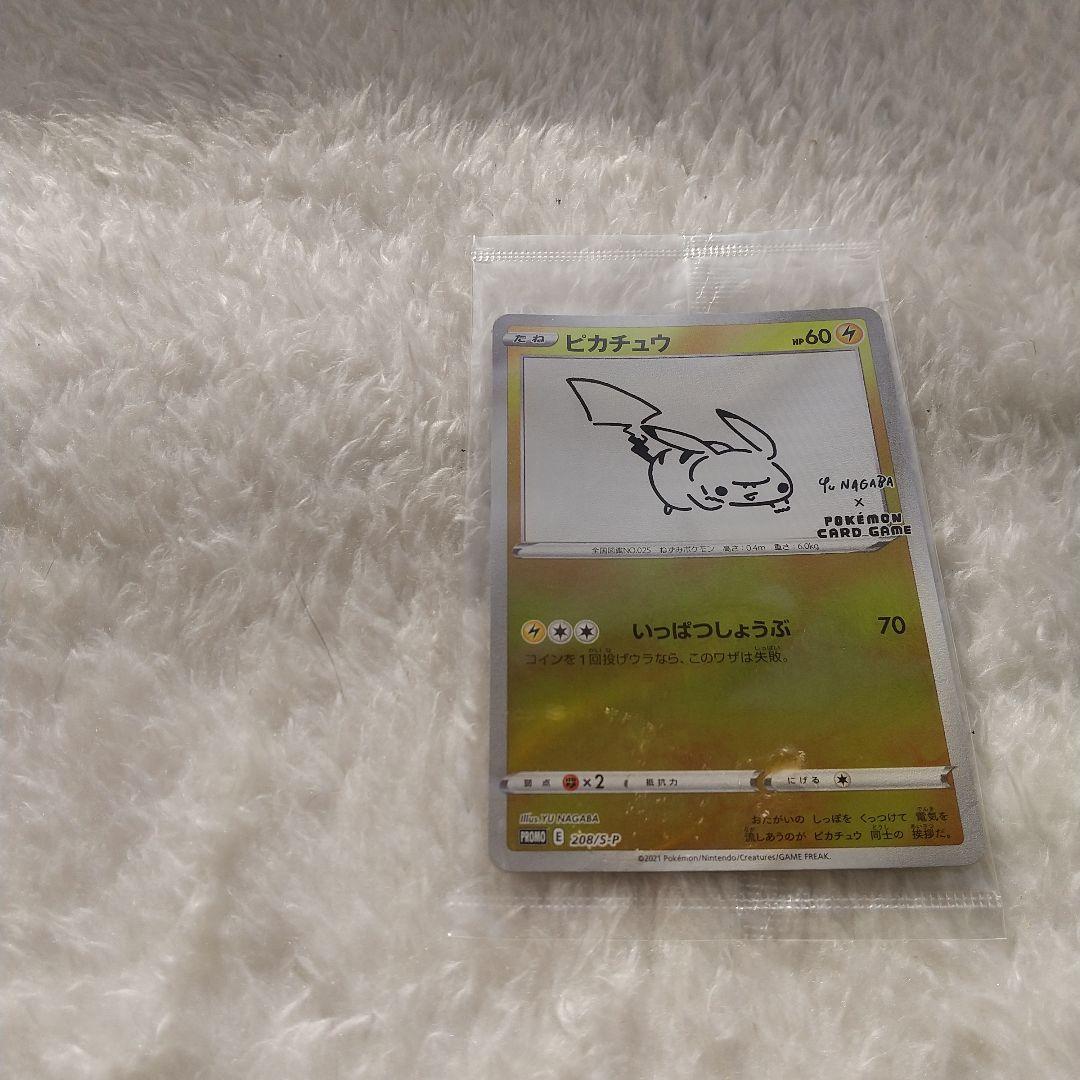 たね ピカチュウ HP60
Yu NAGABA
×
POKÉMON
CARD GAME
全国図鑑NO.025 ねずみポケモン 高さ:0.4m 重さ:6.0kg
いっぱつしょうぶ 70
コインを1回投げウラなら、このワザは失敗。
弱点 ×2 抵抗力 にげる
Illus. YU NAGABA
PROMO E 208/S-P
おたがいの しっぽを くっつけて 電気を
流しあうのが ピカチュウ 同士の 挨拶だ。
©2021 Pokémon/Nintendo/Creatures/GAME FREAK.